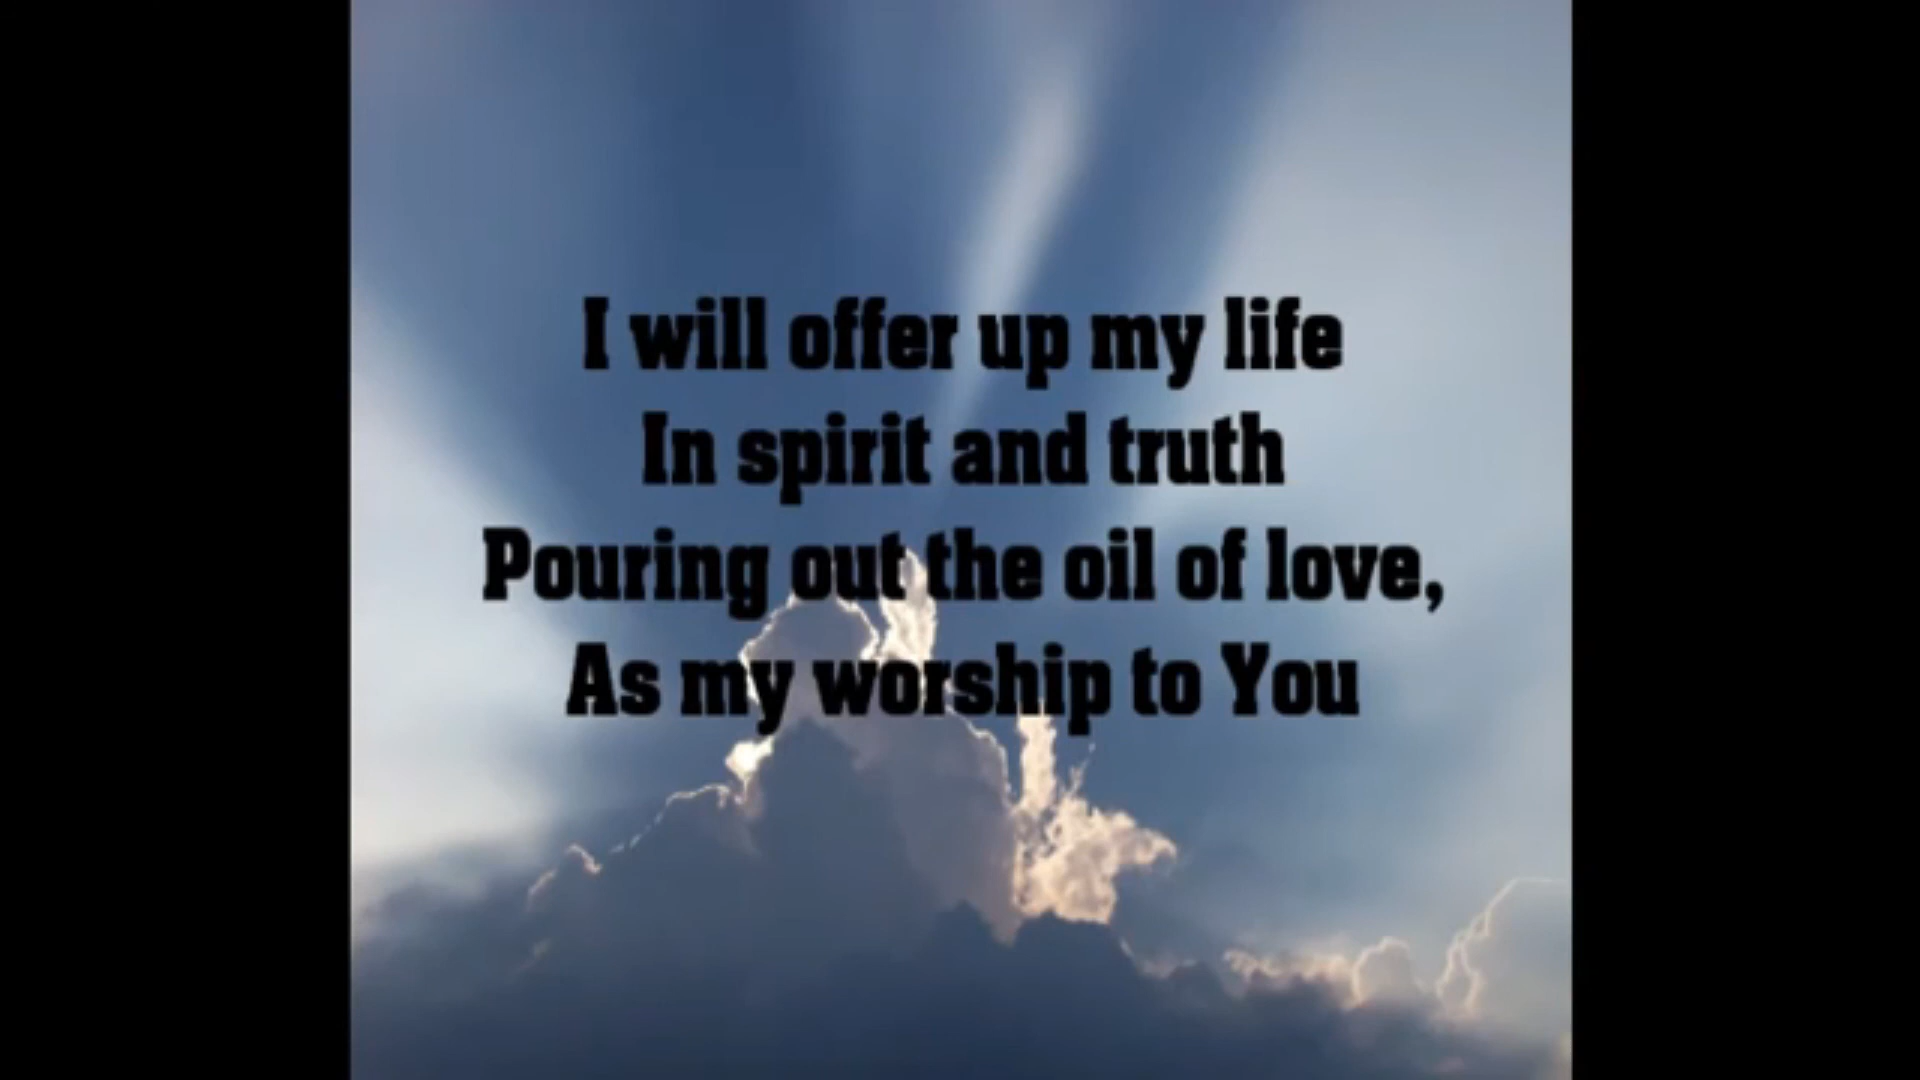 I will offer up my life
In spirit and truth
Pouring out the oil of love,
As my worship to You